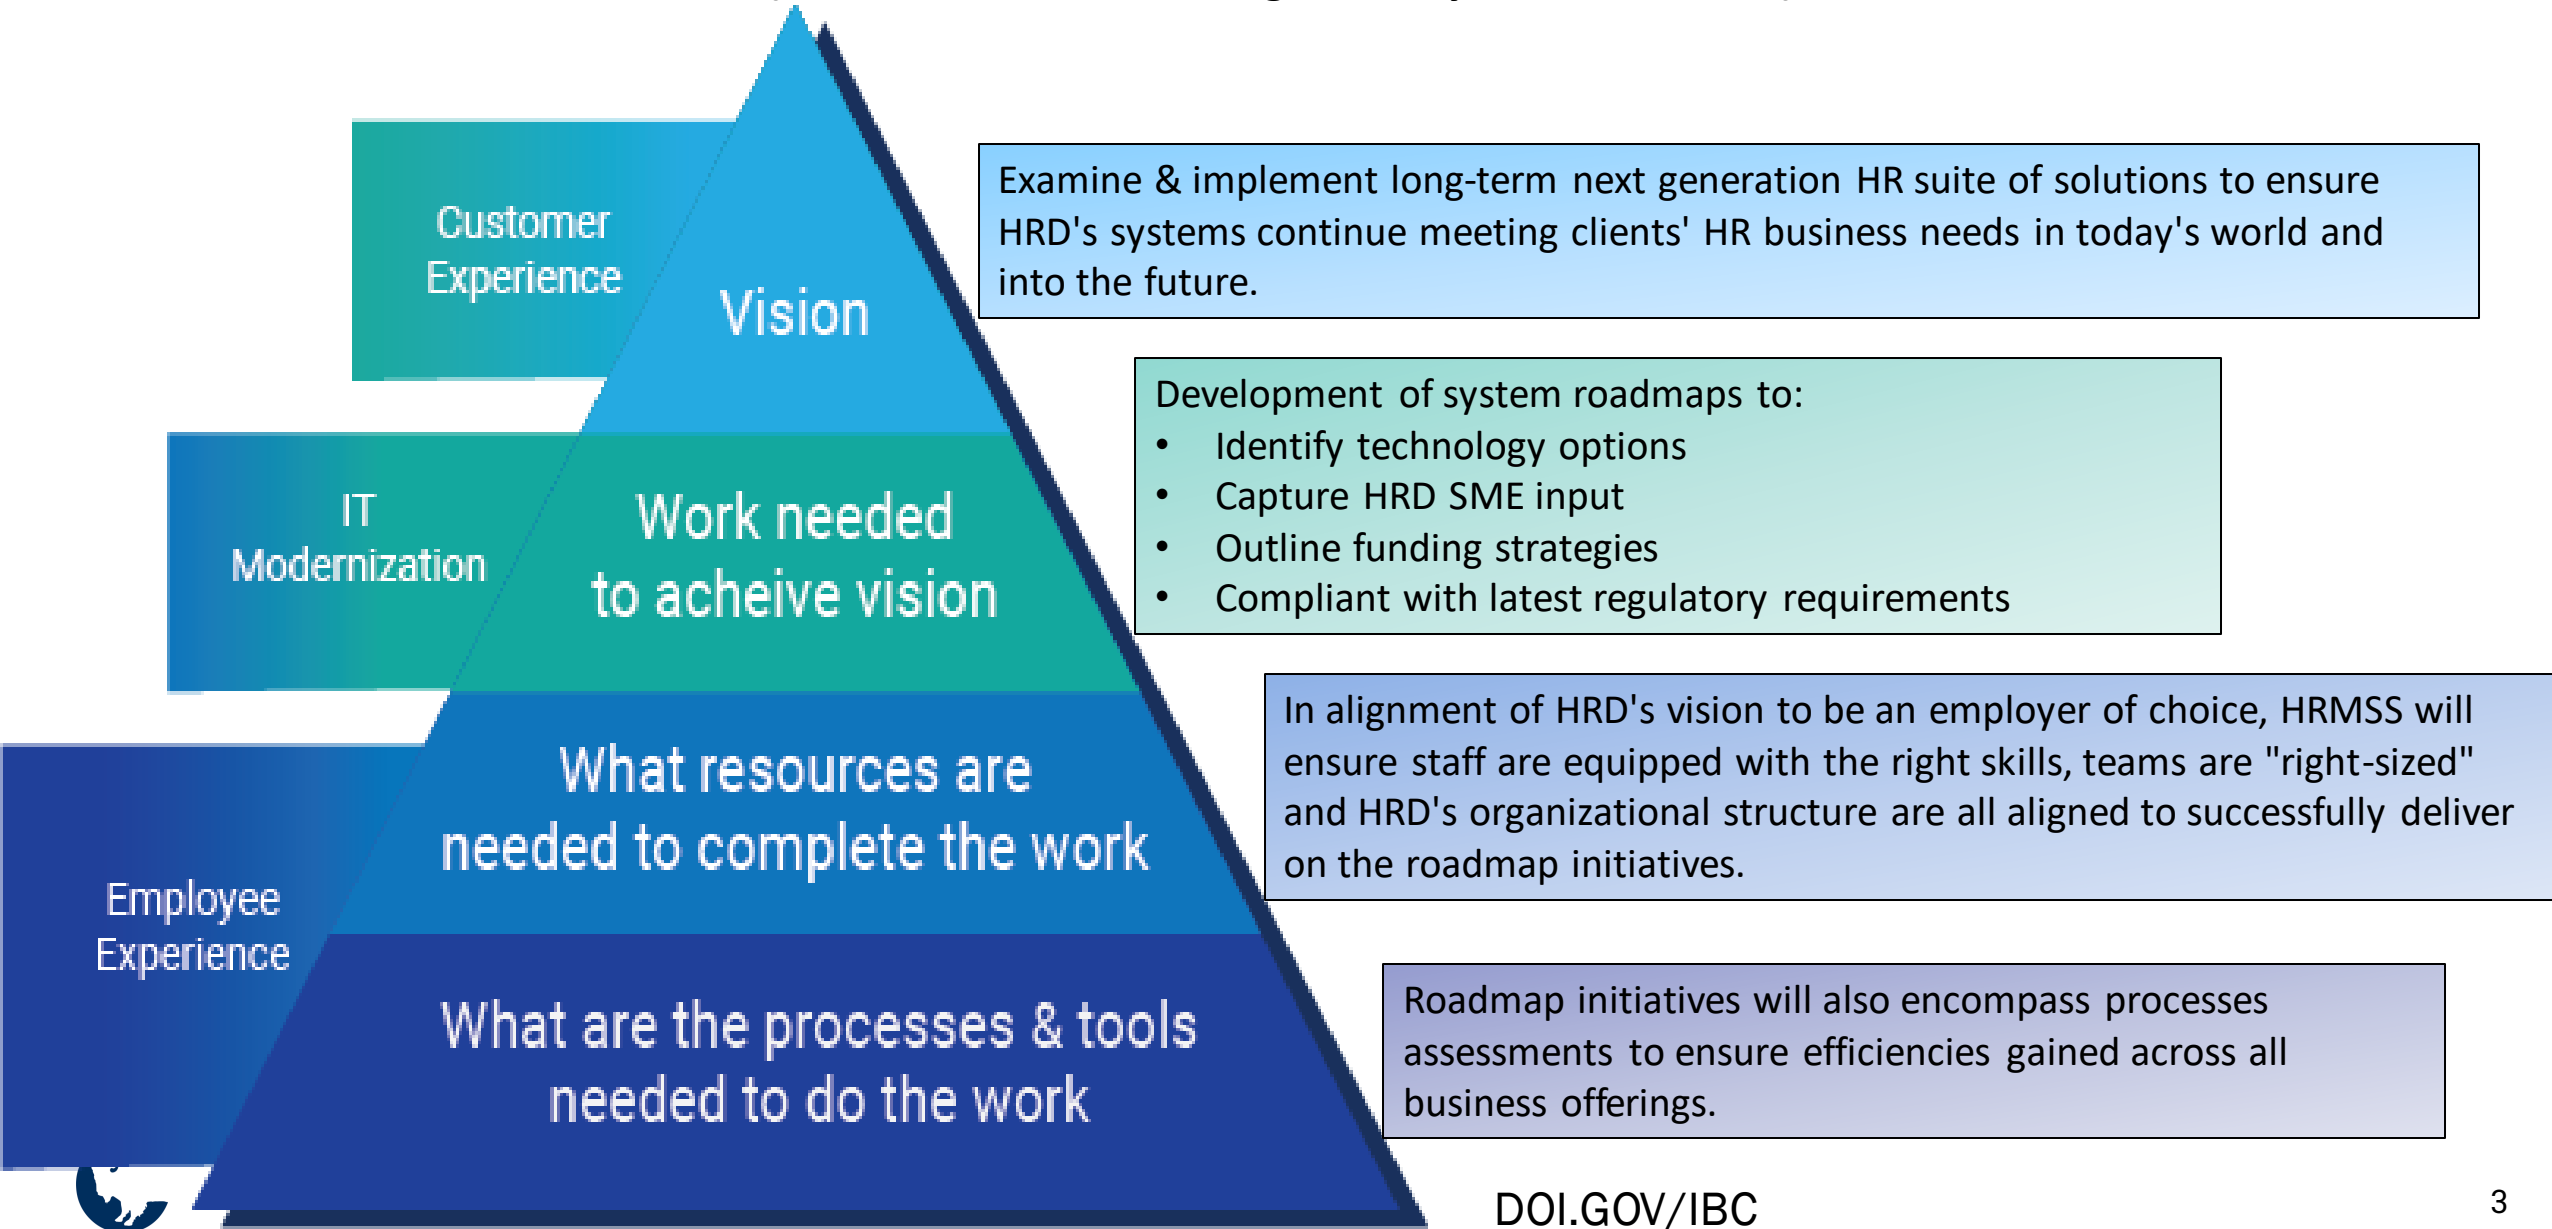 Customer
Experience
Vision
Examine & implement long-term next generation HR suite of solutions to ensure
HRD's systems continue meeting clients' HR business needs in today's world and
into the future.
IT
Modernization
Work needed
to acheive vision
Development of system roadmaps to:
• Identify technology options
• Capture HRD SME input
• Outline funding strategies
• Compliant with latest regulatory requirements
Employee
Experience
What resources are
needed to complete the work
In alignment of HRD's vision to be an employer of choice, HRMSS will
ensure staff are equipped with the right skills, teams are "right-sized"
and HRD's organizational structure are all aligned to successfully deliver
on the roadmap initiatives.
What are the processes & tools
needed to do the work
Roadmap initiatives will also encompass processes
assessments to ensure efficiencies gained across all
business offerings.
DOI.GOV/IBC
3